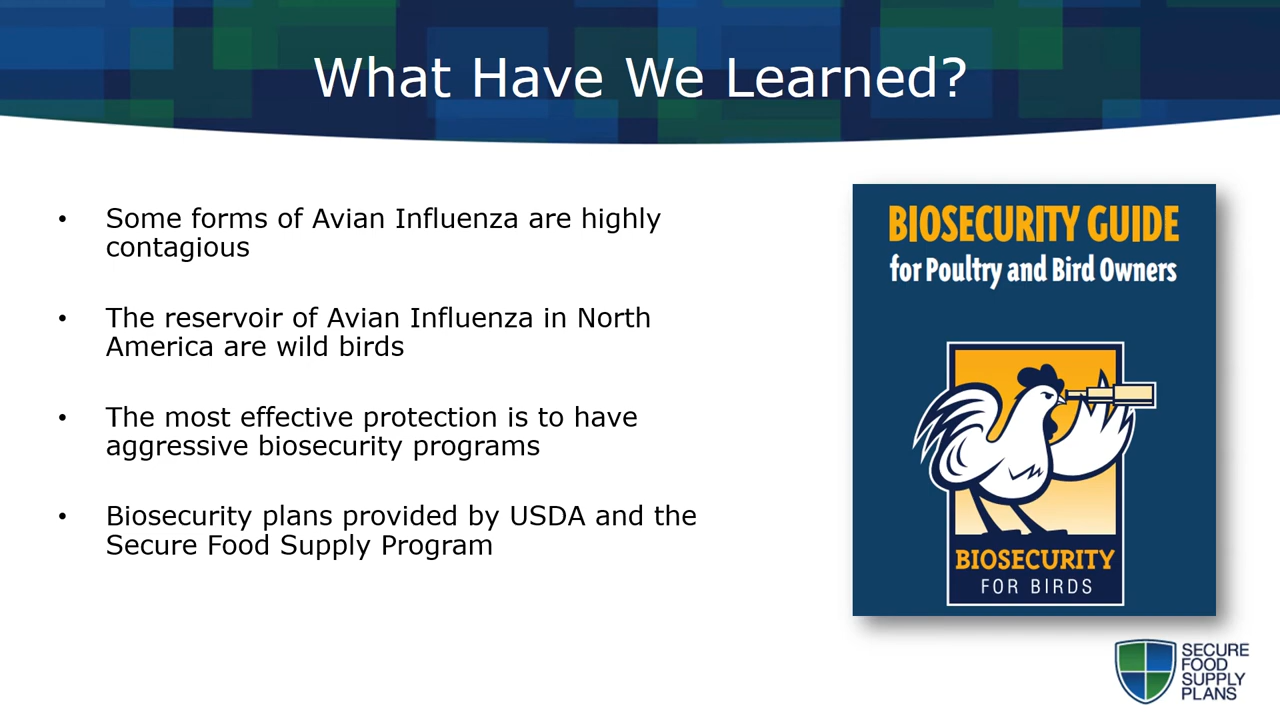 What Have We Learned?
• Some forms of Avian Influenza are highly
contagious
• The reservoir of Avian Influenza in North
America are wild birds
• The most effective protection is to have
aggressive biosecurity programs
• Biosecurity plans provided by USDA and the
Secure Food Supply Program
BIOSECURITY GUIDE
for Poultry and Bird Owners
BIOSECURITY
FOR BIRDS
SECURE
FOOD
SUPPLY
PLANS